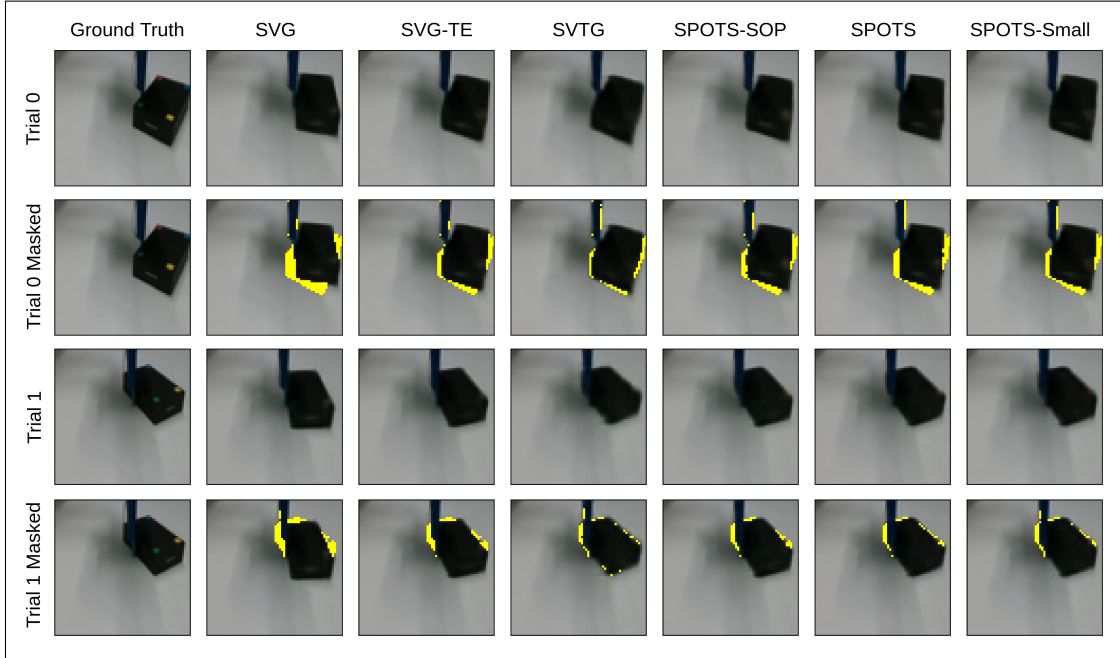 Ground Truth SVG SVG-TE SVTG SPOTS-SOP SPOTS SPOTS-Small
Trial 0
Trial 0 Masked
Trial 1
Trial 1 Masked